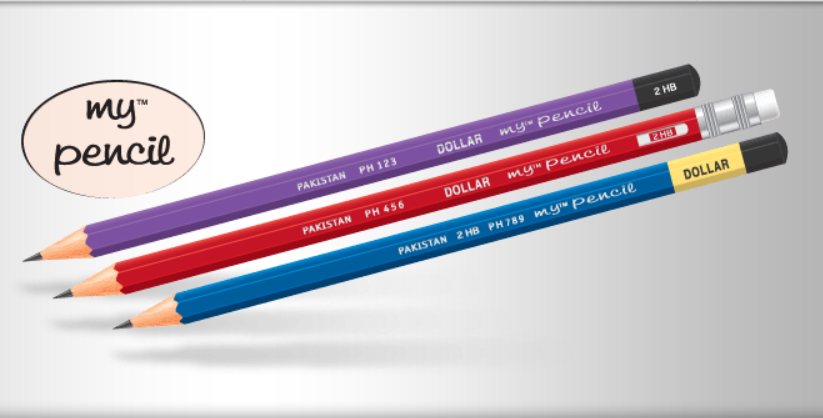 my™
pencil
PAKISTAN PH 123 DOLLAR my™ pencil 2 HB
PAKISTAN PH 456 DOLLAR my™ pencil 2 HB
PAKISTAN 2 HB PH 789 my™ pencil DOLLAR